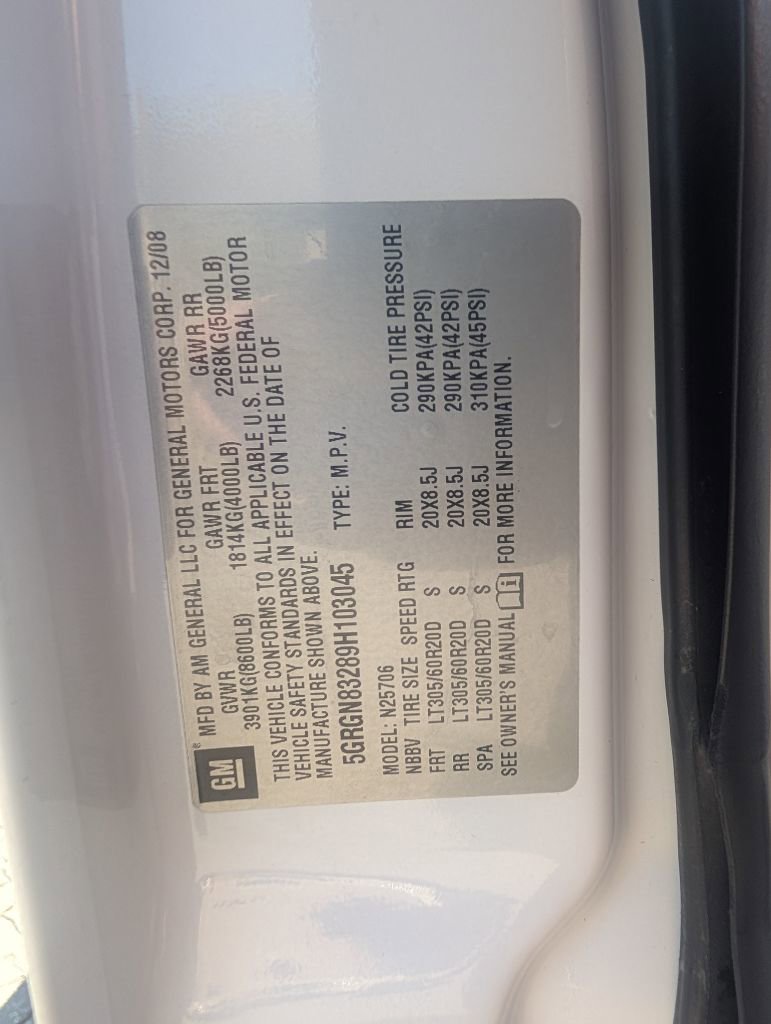 GM® MFD BY AM GENERAL LLC FOR GENERAL MOTORS CORP. 12/08
GVWR GAWR FRT GAWR RR
3901KG(8600LB) 1814KG(4000LB) 2268KG(5000LB)
THIS VEHICLE CONFORMS TO ALL APPLICABLE U.S. FEDERAL MOTOR
VEHICLE SAFETY STANDARDS IN EFFECT ON THE DATE OF
MANUFACTURE SHOWN ABOVE.
5GRGN83289H103045 TYPE: M.P.V.
MODEL: N25706
NBBV TIRE SIZE SPEED RTG RIM COLD TIRE PRESSURE
FRT LT305/60R20D S 20X8.5J 290KPA(42PSI)
RR LT305/60R20D S 20X8.5J 290KPA(42PSI)
SPA LT305/60R20D S 20X8.5J 310KPA(45PSI)
SEE OWNER'S MANUAL FOR MORE INFORMATION.